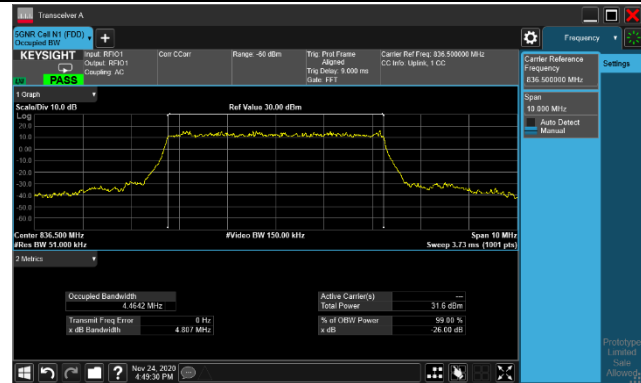 Transceiver A
5GNR Call N1 (FDD)
Occupied BW
Frequency
KEYSIGHT
LXI
PASS
Input: RFIO1
Output: RFIO1
Coupling: AC
Corr CCorr
Range: -60 dBm
Trig: Prot Frame
Aligned
Trig Delay: 9.000 ms
Gate: FFT
Carrier Ref Freq: 836.500000 MHz
CC Info: Uplink, 1 CC
Carrier Reference
Frequency
836.500000 MHz
Settings
Span
10.000 MHz
Auto Detect
Manual
1 Graph
Scale/Div 10.0 dB
Ref Value 30.00 dBm
Log
20.0
10.0
0.00
-10.0
-20.0
-30.0
-40.0
-50.0
-60.0
Center 836.500 MHz
#Video BW 150.00 kHz
Span 10 MHz
#Res BW 51.000 kHz
Sweep 3.73 ms (1001 pts)
2 Metrics
Occupied Bandwidth
4.4642 MHz
Active Carrier(s)
---
Total Power
31.6 dBm
Transmit Freq Error
0 Hz
% of OBW Power
99.00 %
x dB Bandwidth
4.807 MHz
x dB
-26.00 dB
Nov 24, 2020
4:49:30 PM
Prototype
Limited
Sale
Allowed